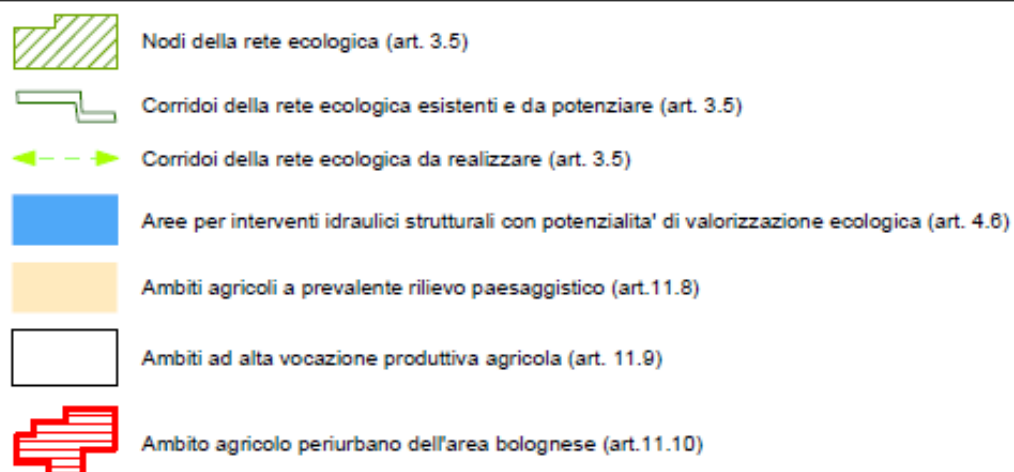 Nodi della rete ecologica (art. 3.5)
Corridoi della rete ecologica esistenti e da potenziare (art. 3.5)
Corridoi della rete ecologica da realizzare (art. 3.5)
Aree per interventi idraulici strutturali con potenzialita' di valorizzazione ecologica (art. 4.6)
Ambiti agricoli a prevalente rilievo paesaggistico (art.11.8)
Ambiti ad alta vocazione produttiva agricola (art. 11.9)
Ambito agricolo periurbano dell'area bolognese (art.11.10)